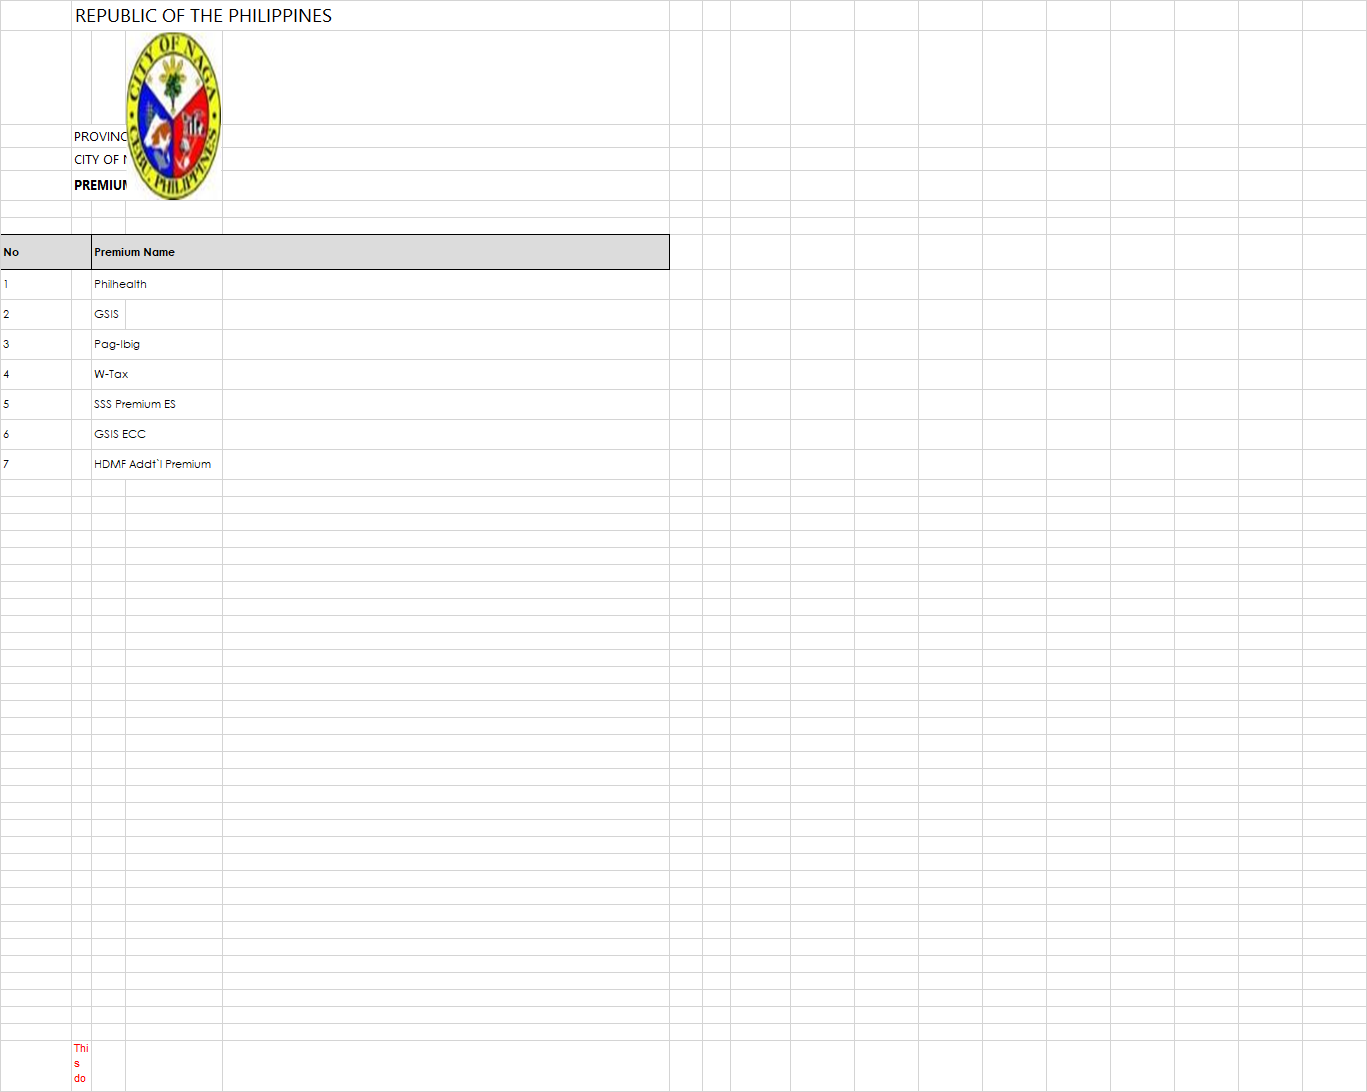 REPUBLIC OF THE PHILIPPINES
CITY OF NAGA
CEBU, PHILIPPINES
PROVINC
CITY OF
PREMIUM
No Premium Name
1 Philhealth
2 GSIS
3 Pag-Ibig
4 W-Tax
5 SSS Premium ES
6 GSIS ECC
7 HDMF Addt`l Premium
Thi
s
do